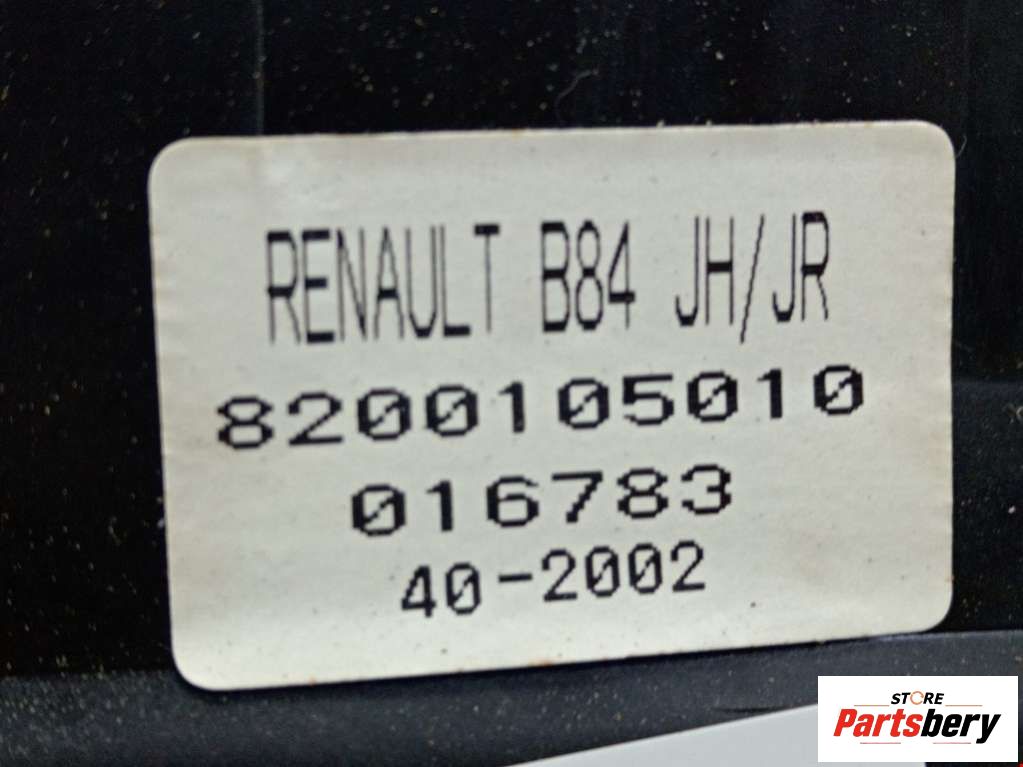 RENAULT B84 JH/JR
8200105010
016783
40-2002
STORE
Partsbery